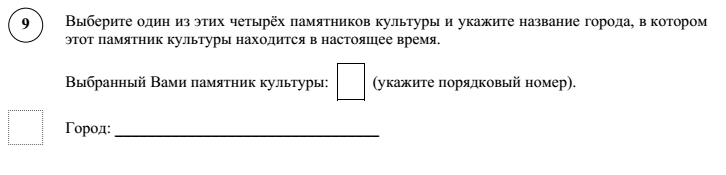 9 Выберите один из этих четырёх памятников культуры и укажите название города, в котором
этот памятник культуры находится в настоящее время.
Выбранный Вами памятник культуры: (укажите порядковый номер).
Город: ___________________________________